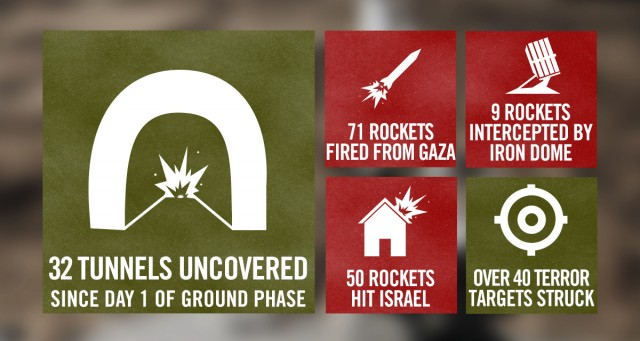 32 TUNNELS UNCOVERED
SINCE DAY 1 OF GROUND PHASE
71 ROCKETS
FIRED FROM GAZA
9 ROCKETS
INTERCEPTED BY
IRON DOME
50 ROCKETS
HIT ISRAEL
OVER 40 TERROR
TARGETS STRUCK